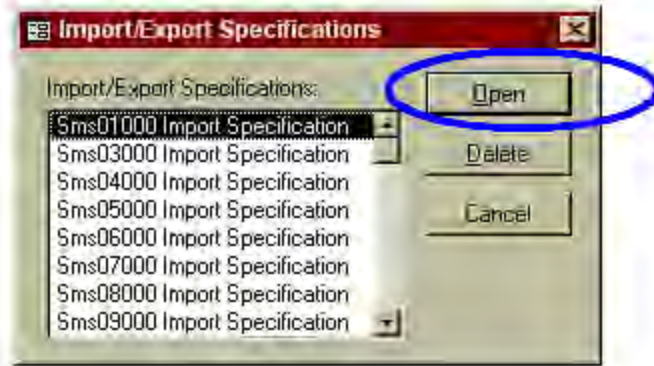 Import/Export Specifications
Import/Export Specifications:
Open
Sms01000 Import Specification
Sms03000 Import Specification
Delete
Sms04000 Import Specification
Sms05000 Import Specification
Cancel
Sms06000 Import Specification
Sms07000 Import Specification
Sms08000 Import Specification
Sms09000 Import Specification